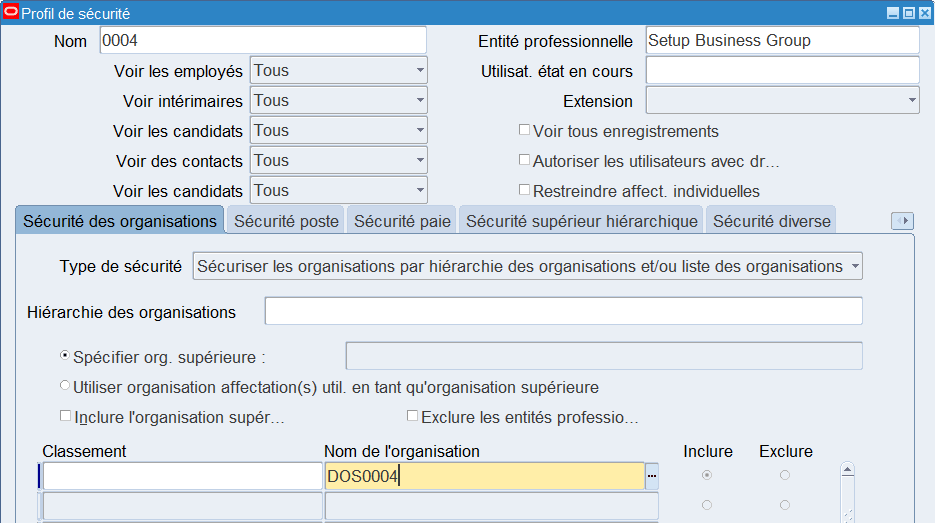 Profil de sécurité
Nom 0004 Entité professionnelle Setup Business Group
Voir les employés Tous Utilisat. état en cours
Voir intérimaires Tous Extension
Voir les candidats Tous Voir tous enregistrements
Voir des contacts Tous Autoriser les utilisateurs avec dr...
Voir les candidats Tous Restreindre affect. individuelles
Sécurité des organisations Sécurité poste Sécurité paie Sécurité supérieur hiérarchique Sécurité diverse
Type de sécurité Sécuriser les organisations par hiérarchie des organisations et/ou liste des organisations
Hiérarchie des organisations
Spécifier org. supérieure :
Utiliser organisation affectation(s) util. en tant qu'organisation supérieure
Inclure l'organisation supér... Exclure les entités professio...
Classement Nom de l'organisation Inclure Exclure
DOS0004 ...